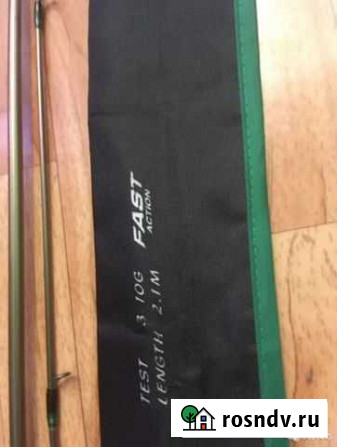 FAST
ACTION
TEST 3 10G
LENGTH 2.1M
rosndv.ru